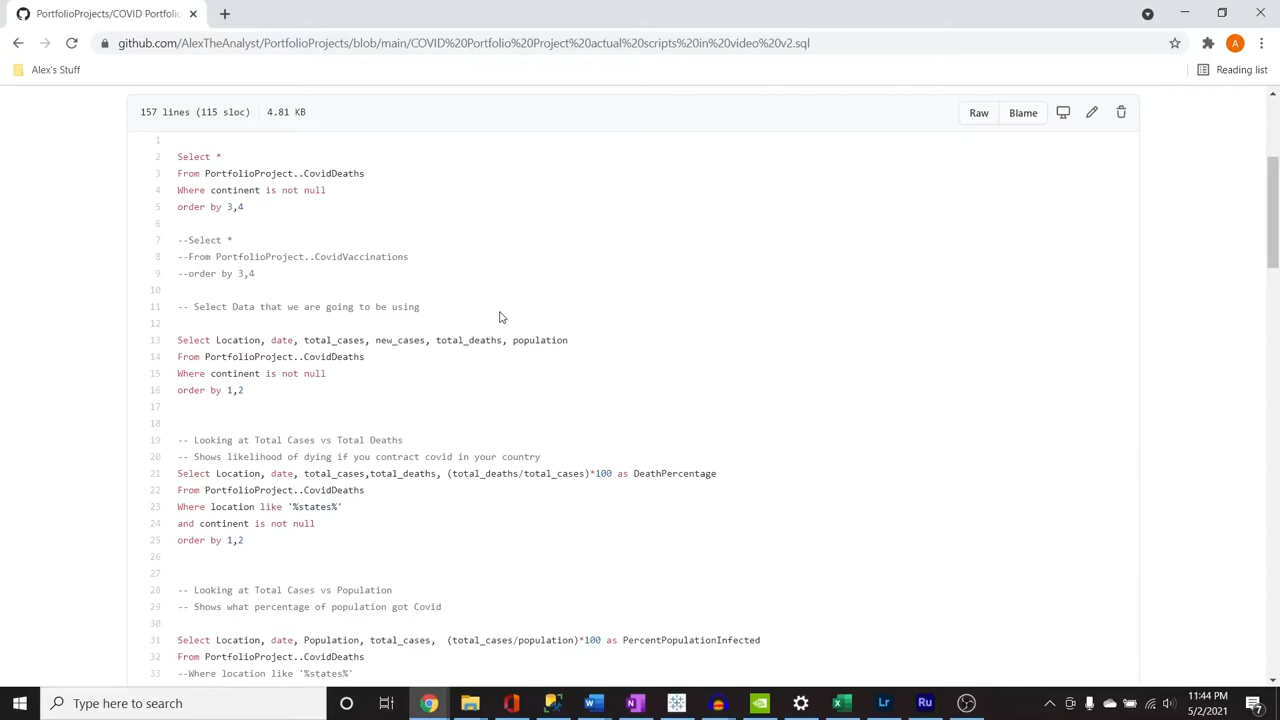 PortfolioProjects/COVID Portfolio
github.com/AlexTheAnalyst/PortfolioProjects/blob/main/COVID%20Portfolio%20Project%20actual%20scripts%20in%20video%20v2.sql
A
Alex's Stuff
Reading list
157 lines (115 sloc) 4.81 KB
Raw
Blame
1
2 Select *
3 From PortfolioProject..CovidDeaths
4 Where continent is not null
5 order by 3,4
6
7 --Select *
8 --From PortfolioProject..CovidVaccinations
9 --order by 3,4
10
11 -- Select Data that we are going to be using
12
13 Select Location, date, total_cases, new_cases, total_deaths, population
14 From PortfolioProject..CovidDeaths
15 Where continent is not null
16 order by 1,2
17
18
19 -- Looking at Total Cases vs Total Deaths
20 -- Shows likelihood of dying if you contract covid in your country
21 Select Location, date, total_cases,total_deaths, (total_deaths/total_cases)*100 as DeathPercentage
22 From PortfolioProject..CovidDeaths
23 Where location like '%states%'
24 and continent is not null
25 order by 1,2
26
27
28 -- Looking at Total Cases vs Population
29 -- Shows what percentage of population got Covid
30
31 Select Location, date, Population, total_cases, (total_cases/population)*100 as PercentPopulationInfected
32 From PortfolioProject..CovidDeaths
33 --Where location like '%states%'
Type here to search
Lr
Ru
11:44 PM
5/2/2021